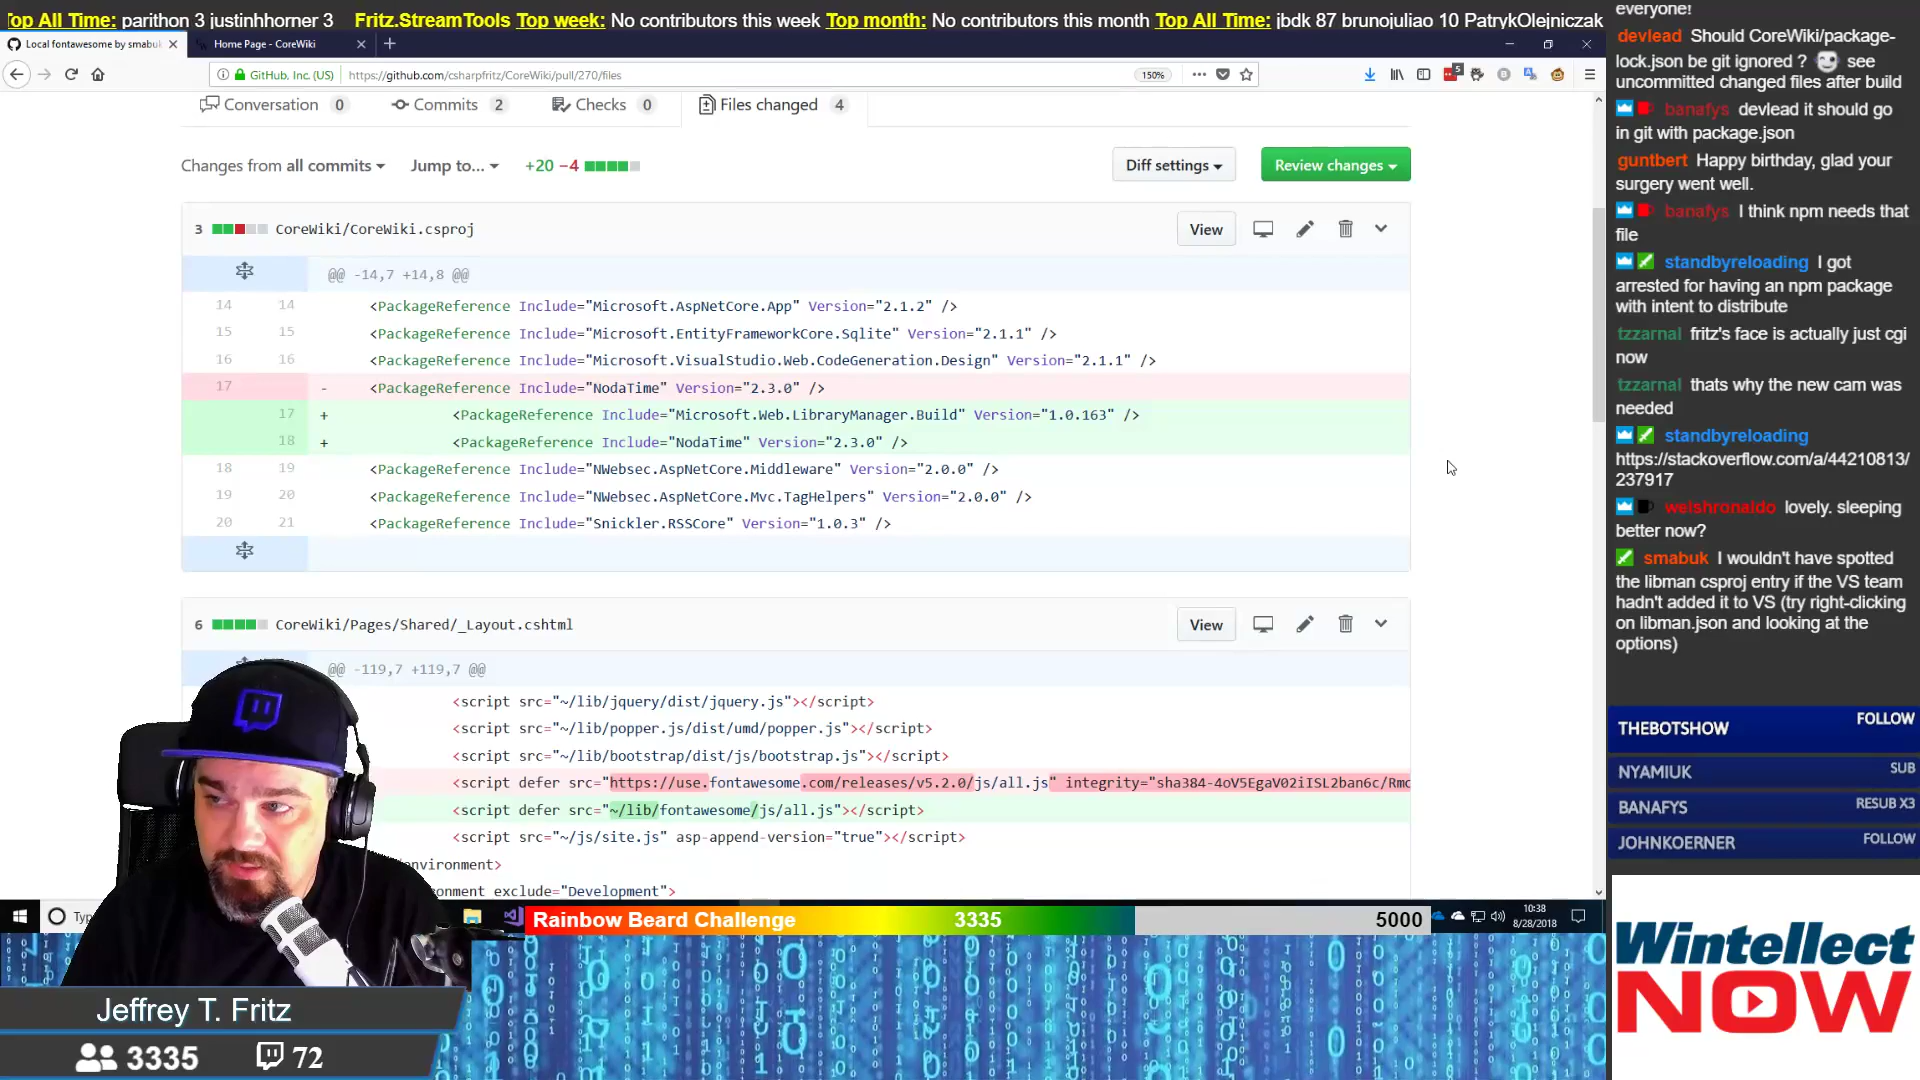 op All Time: parithon 3 justinhhorner 3 Fritz.StreamTools Top week: No contributors this week Top month: No contributors this month Top All Time: jbdk 87 brunojuliao 10 PatrykOlejniczak
Local fontawesome by smabuk
Home Page - CoreWiki
GitHub, Inc. (US)
https://github.com/csharpfritz/CoreWiki/pull/270/files
150%
5
Conversation 0
Commits 2
Checks 0
Files changed 4
Changes from all commits
Jump to...
+20 −4
Diff settings
Review changes
3 CoreWiki/CoreWiki.csproj
View
@@ -14,7 +14,8 @@
14 14 <PackageReference Include="Microsoft.AspNetCore.App" Version="2.1.2" />
15 15 <PackageReference Include="Microsoft.EntityFrameworkCore.Sqlite" Version="2.1.1" />
16 16 <PackageReference Include="Microsoft.VisualStudio.Web.CodeGeneration.Design" Version="2.1.1" />
17 - <PackageReference Include="NodaTime" Version="2.3.0" />
17 + <PackageReference Include="Microsoft.Web.LibraryManager.Build" Version="1.0.163" />
18 + <PackageReference Include="NodaTime" Version="2.3.0" />
18 19 <PackageReference Include="NWebsec.AspNetCore.Middleware" Version="2.0.0" />
19 20 <PackageReference Include="NWebsec.AspNetCore.Mvc.TagHelpers" Version="2.0.0" />
20 21 <PackageReference Include="Snickler.RSSCore" Version="1.0.3" />
6 CoreWiki/Pages/Shared/_Layout.cshtml
View
@@ -119,7 +119,7 @@
<script src="~/lib/jquery/dist/jquery.js"></script>
<script src="~/lib/popper.js/dist/umd/popper.js"></script>
<script src="~/lib/bootstrap/dist/js/bootstrap.js"></script>
<script defer src="https://use.fontawesome.com/releases/v5.2.0/js/all.js" integrity="sha384-4oV5EgaV02iISL2ban6c/Rmc
<script defer src="~/lib/fontawesome/js/all.js"></script>
<script src="~/js/site.js" asp-append-version="true"></script>
nvironment>
onment exclude="Development">
everyone!
devlead Should CoreWiki/package-
lock.json be git ignored ? see
uncommitted changed files after build
banafys devlead it should go
in git with package.json
guntbert Happy birthday, glad your
surgery went well.
banafys I think npm needs that
file
standbyreloading I got
arrested for having an npm package
with intent to distribute
tzzarnal fritz's face is actually just cgi
now
tzzarnal thats why the new cam was
needed
standbyreloading
https://stackoverflow.com/a/44210813/
237917
welshronaldo lovely. sleeping
better now?
smabuk I wouldn't have spotted
the libman csproj entry if the VS team
hadn't added it to VS (try right-clicking
on libman.json and looking at the
options)
THEBOTSHOW FOLLOW
NYAMIUK SUB
BANAFYS RESUB X3
JOHNKOERNER FOLLOW
Wintellect
NOW
Typ
Rainbow Beard Challenge 3335 5000
10:38
8/28/2018
Jeffrey T. Fritz
3335 72